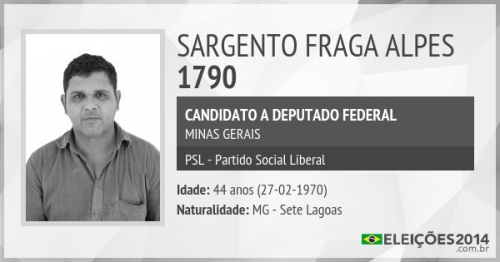 SARGENTO FRAGA ALPES
1790
CANDIDATO A DEPUTADO FEDERAL
MINAS GERAIS
PSL - Partido Social Liberal
Idade: 44 anos (27-02-1970)
Naturalidade: MG - Sete Lagoas
ELEIÇÕES2014
.com.br